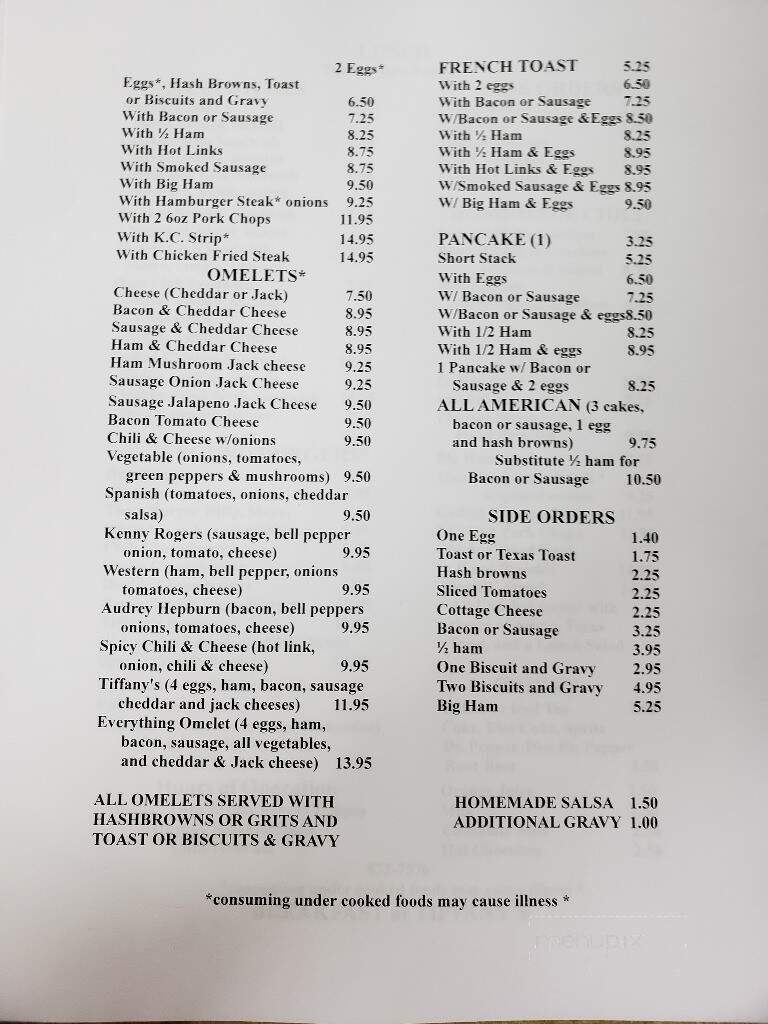 2 Eggs*
Eggs*, Hash Browns, Toast
or Biscuits and Gravy 6.50
With Bacon or Sausage 7.25
With ½ Ham 8.25
With Hot Links 8.75
With Smoked Sausage 8.75
With Big Ham 9.50
With Hamburger Steak* onions 9.25
With 2 6oz Pork Chops 11.95
With K.C. Strip* 14.95
With Chicken Fried Steak 14.95
OMELETS*
Cheese (Cheddar or Jack) 7.50
Bacon & Cheddar Cheese 8.95
Sausage & Cheddar Cheese 8.95
Ham & Cheddar Cheese 8.95
Ham Mushroom Jack cheese 9.25
Sausage Onion Jack Cheese 9.25
Sausage Jalapeno Jack Cheese 9.50
Bacon Tomato Cheese 9.50
Chili & Cheese w/onions 9.50
Vegetable (onions, tomatoes,
green peppers & mushrooms) 9.50
Spanish (tomatoes, onions, cheddar
salsa) 9.50
Kenny Rogers (sausage, bell pepper
onion, tomato, cheese) 9.95
Western (ham, bell pepper, onions
tomatoes, cheese) 9.95
Audrey Hepburn (bacon, bell peppers
onions, tomatoes, cheese) 9.95
Spicy Chili & Cheese (hot link,
onion, chili & cheese) 9.95
Tiffany's (4 eggs, ham, bacon, sausage
cheddar and jack cheeses) 11.95
Everything Omelet (4 eggs, ham,
bacon, sausage, all vegetables,
and cheddar & Jack cheese) 13.95
ALL OMELETS SERVED WITH
HASHBROWNS OR GRITS AND
TOAST OR BISCUITS & GRAVY
FRENCH TOAST 5.25
With 2 eggs 6.50
With Bacon or Sausage 7.25
W/Bacon or Sausage &Eggs 8.50
With ½ Ham 8.25
With ½ Ham & Eggs 8.95
With Hot Links & Eggs 8.95
W/Smoked Sausage & Eggs 8.95
W/ Big Ham & Eggs 9.50
PANCAKE (1) 3.25
Short Stack 5.25
With Eggs 6.50
W/ Bacon or Sausage 7.25
W/Bacon or Sausage & eggs8.50
With 1/2 Ham 8.25
With 1/2 Ham & eggs 8.95
1 Pancake w/ Bacon or
Sausage & 2 eggs 8.25
ALL AMERICAN (3 cakes,
bacon or sausage, 1 egg
and hash browns) 9.75
Substitute ½ ham for
Bacon or Sausage 10.50
SIDE ORDERS
One Egg 1.40
Toast or Texas Toast 1.75
Hash browns 2.25
Sliced Tomatoes 2.25
Cottage Cheese 2.25
Bacon or Sausage 3.25
½ ham 3.95
One Biscuit and Gravy 2.95
Two Biscuits and Gravy 4.95
Big Ham 5.25
HOMEMADE SALSA 1.50
ADDITIONAL GRAVY 1.00
*consuming under cooked foods may cause illness *
menupix